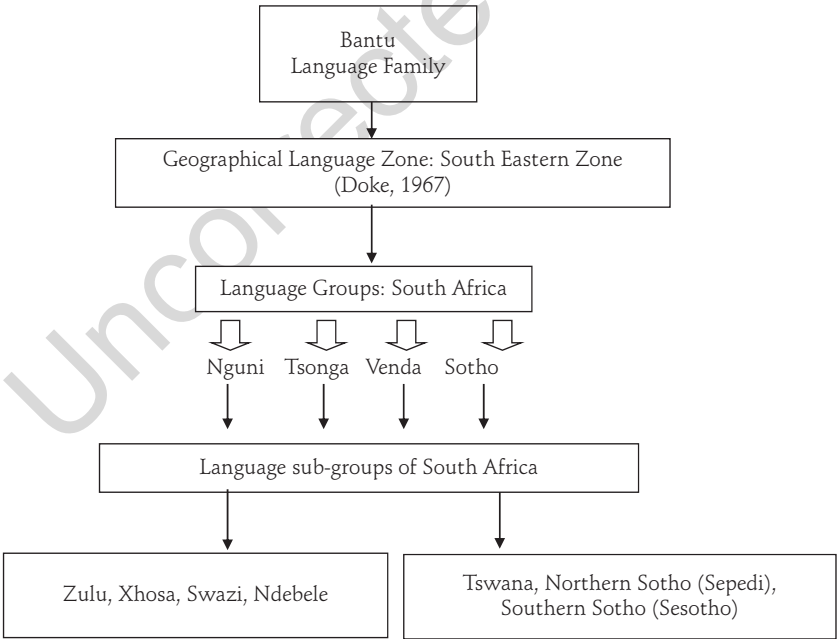 Bantu
Language Family
Geographical Language Zone: South Eastern Zone
(Doke, 1967)
Language Groups: South Africa
Nguni Tsonga Venda Sotho
Language sub-groups of South Africa
Zulu, Xhosa, Swazi, Ndebele
Tswana, Northern Sotho (Sepedi),
Southern Sotho (Sesotho)